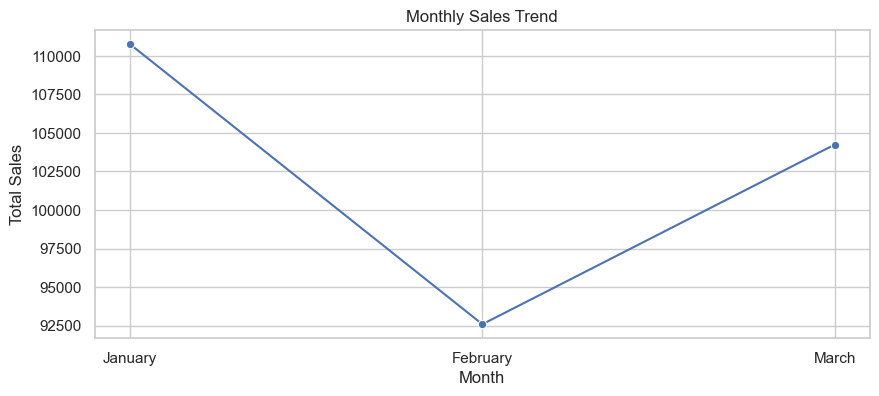 Monthly Sales Trend
110000
107500
105000
102500
100000
97500
95000
92500
Total Sales
January February March
Month